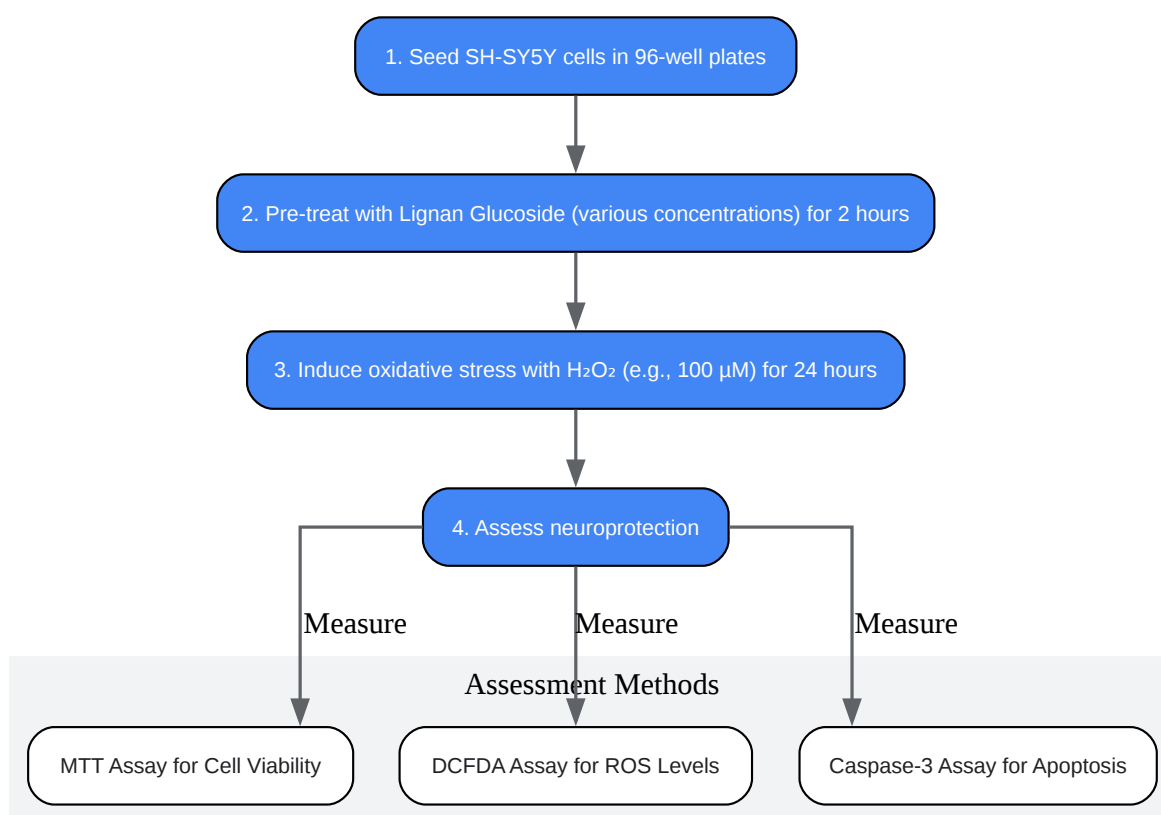 1. Seed SH-SY5Y cells in 96-well plates
2. Pre-treat with Lignan Glucoside (various concentrations) for 2 hours
3. Induce oxidative stress with H₂O₂ (e.g., 100 µM) for 24 hours
4. Assess neuroprotection
Measure
Measure
Measure
Assessment Methods
MTT Assay for Cell Viability
DCFDA Assay for ROS Levels
Caspase-3 Assay for Apoptosis